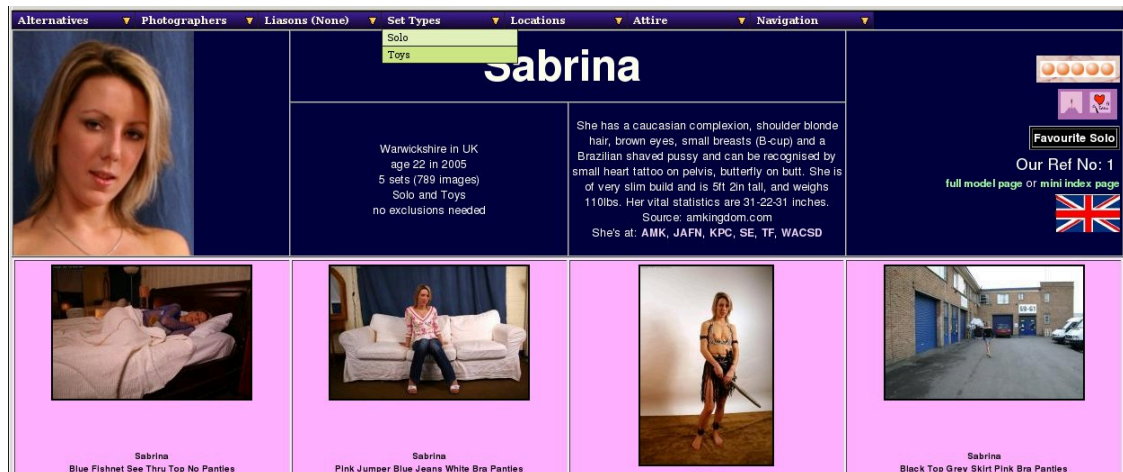 Alternatives
Photographers
Liasons (None)
Set Types
Locations
Attire
Navigation
Solo
Toys
Sabrina
Warwickshire in UK
age 22 in 2005
5 sets (789 images)
Solo and Toys
no exclusions needed
She has a caucasian complexion, shoulder blonde
hair, brown eyes, small breasts (B-cup) and a
Brazilian shaved pussy and can be recognised by
small heart tattoo on pelvis, butterfly on butt. She is
of very slim build and is 5ft 2in tall, and weighs
110lbs. Her vital statistics are 31-22-31 inches.
Source: amkingdom.com
She's at: AMK, JAFN, KPC, SE, TF, WACSD
Favourite Solo
Our Ref No: 1
full model page or mini index page
Sabrina
Blue Fishnet See Thru Top No Panties
Sabrina
Pink Jumper Blue Jeans White Bra Panties
Sabrina
Black Top Grey Skirt Pink Bra Panties